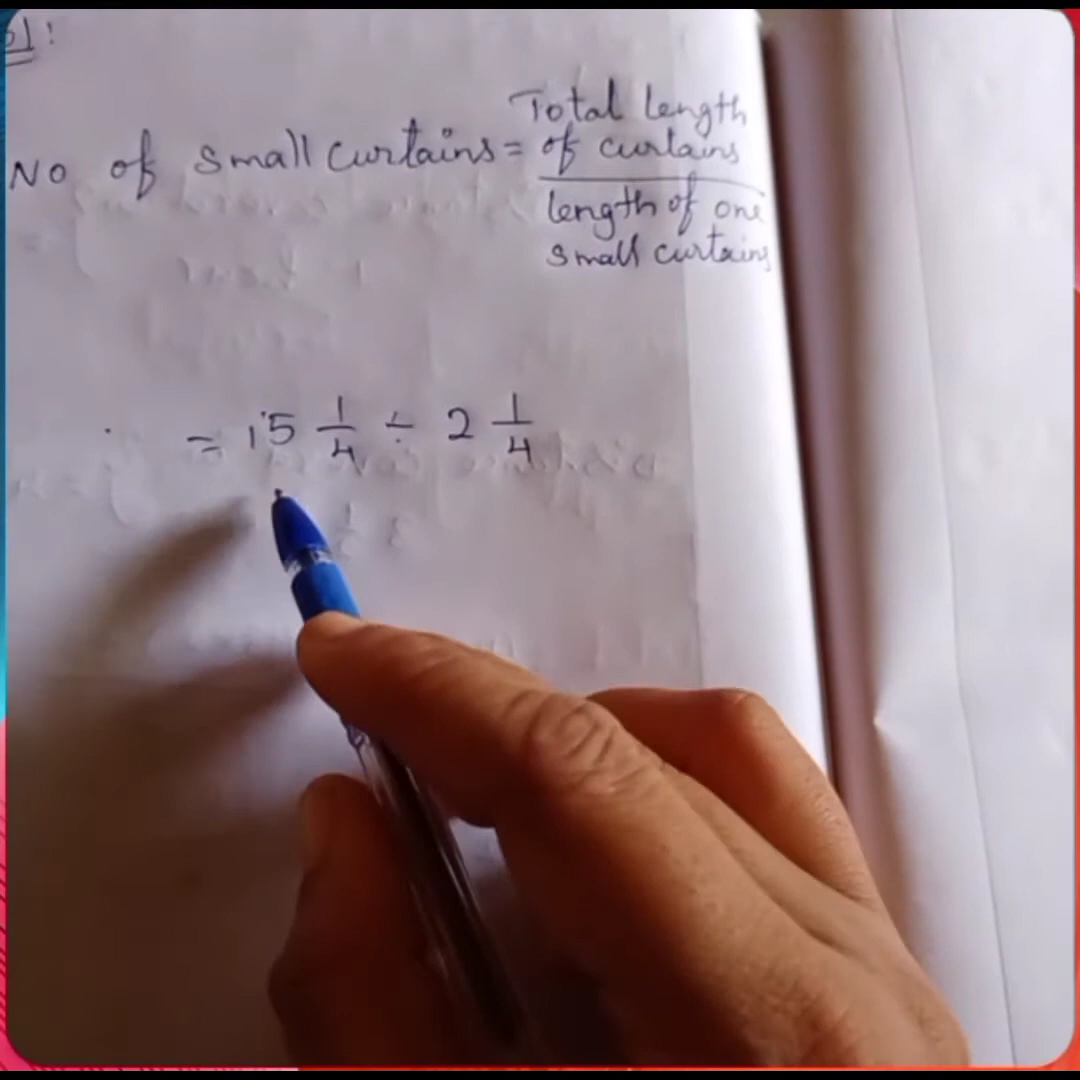 No of small curtains = Total length of curtains / length of one small curtains
= 15 1/4 ÷ 2 1/4